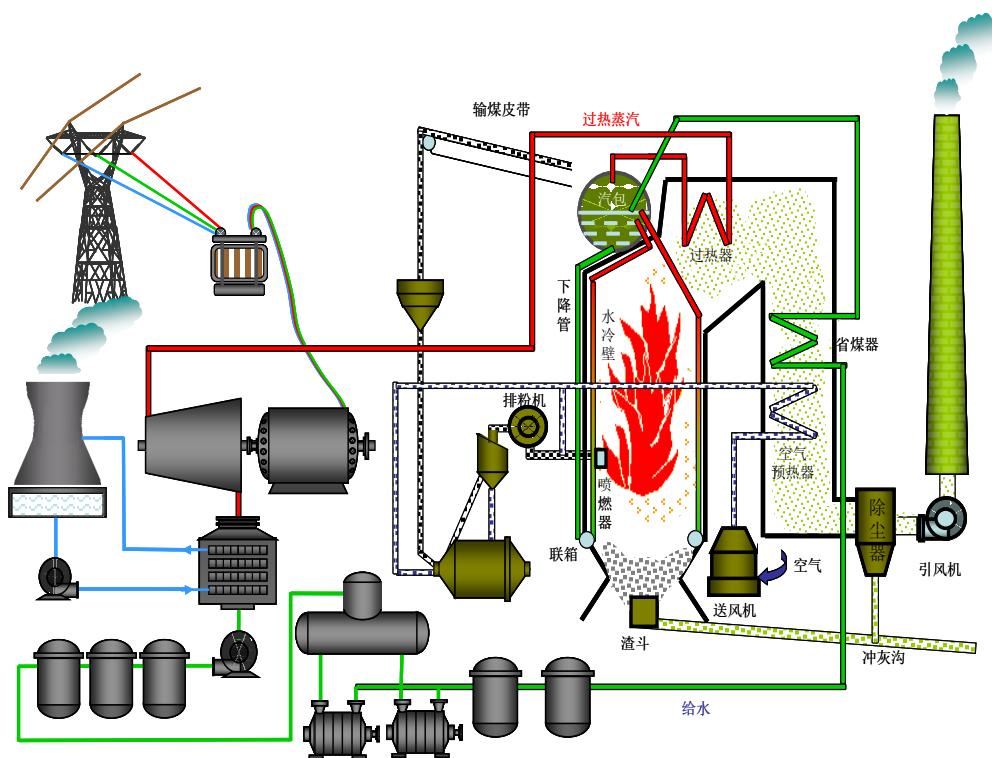 输煤皮带
过热蒸汽
汽包
过热器
下降管
水冷壁
省煤器
排粉机
空气
预热器
喷燃器
除尘器
联箱
空气
引风机
送风机
渣斗
冲灰沟
给水